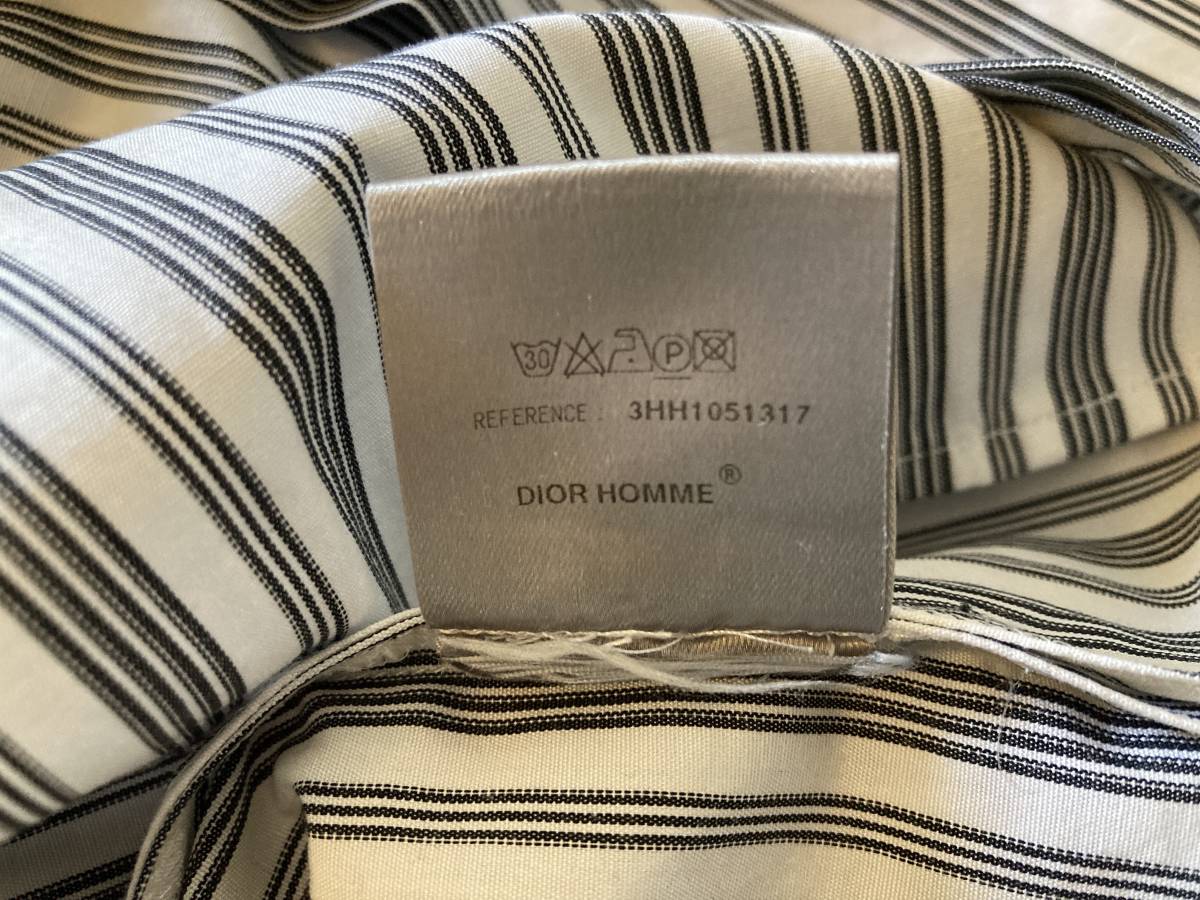 30 P
REFERENCE : 3HH1051317
DIOR HOMME®